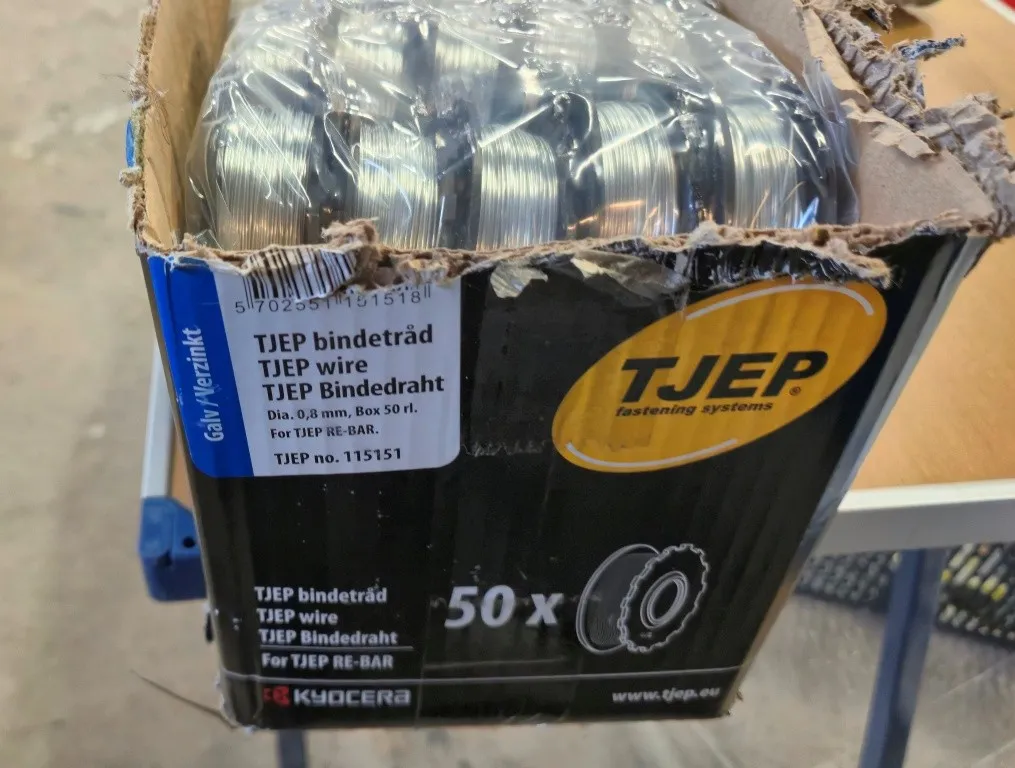 5 702551 151518
Galv/Verzinkt
TJEP bindetråd
TJEP wire
TJEP Bindedraht
Dia. 0,8 mm, Box 50 rl.
For TJEP RE-BAR.
TJEP no. 115151
TJEP®
fastening systems
TJEP bindetråd
TJEP wire
TJEP Bindedraht
For TJEP RE-BAR
50 x
KYOCERA
www.tjep.eu